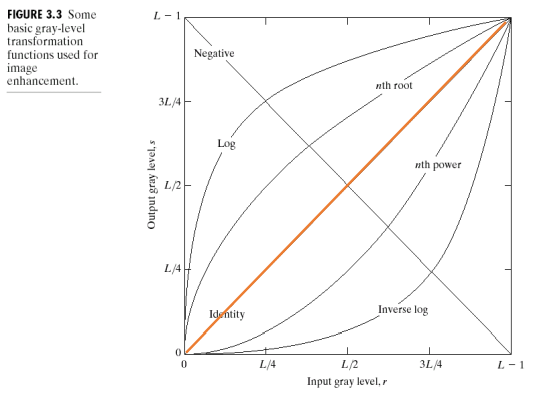 FIGURE 3.3 Some
basic gray-level
transformation
functions used for
image
enhancement.
L − 1
Negative
nth root
3L/4
Log
nth power
Output gray level, s
L/2
L/4
Identity
Inverse log
0
0
L/4
L/2
3L/4
L − 1
Input gray level, r